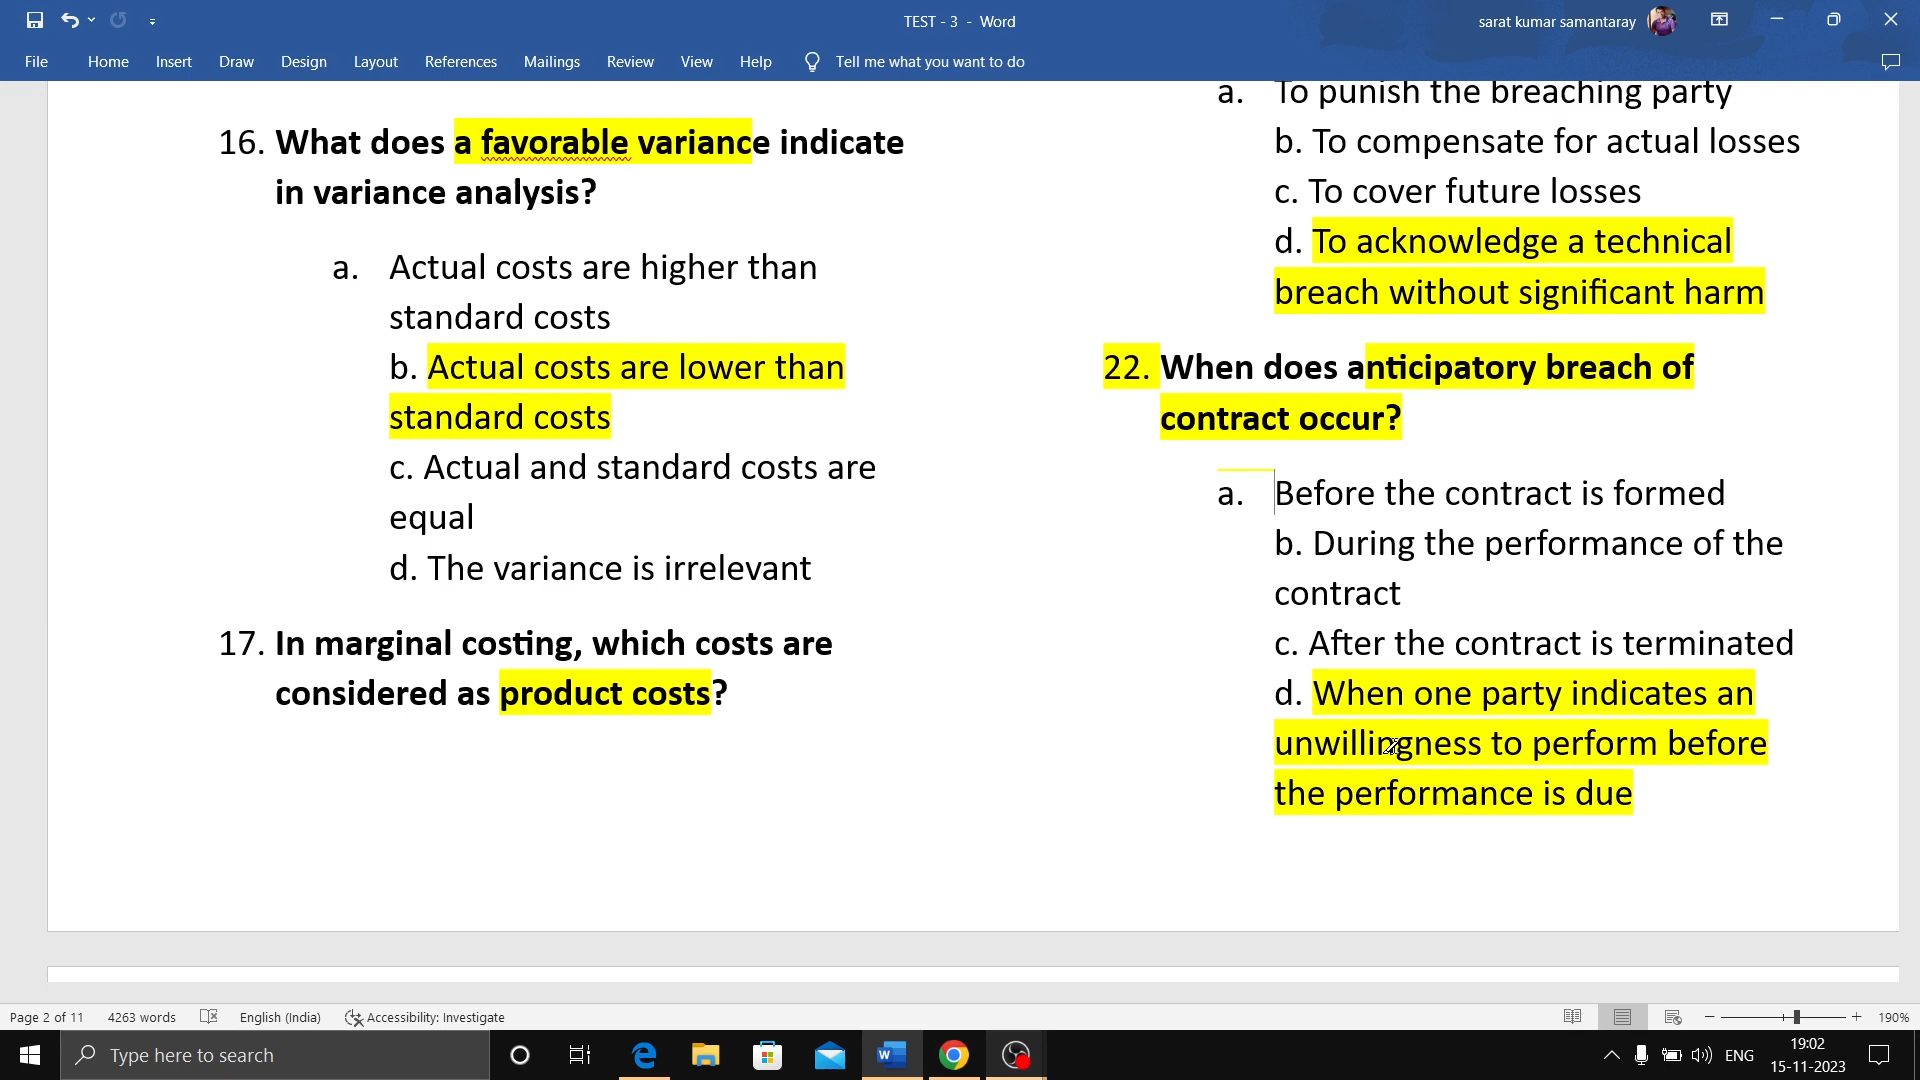 TEST - 3 - Word
sarat kumar samantaray
File Home Insert Draw Design Layout References Mailings Review View Help Tell me what you want to do
16. What does a favorable variance indicate
in variance analysis?
a. Actual costs are higher than
standard costs
b. Actual costs are lower than
standard costs
c. Actual and standard costs are
equal
d. The variance is irrelevant
17. In marginal costing, which costs are
considered as product costs?
a. To punish the breaching party
b. To compensate for actual losses
c. To cover future losses
d. To acknowledge a technical
breach without significant harm
22. When does anticipatory breach of
contract occur?
a. Before the contract is formed
b. During the performance of the
contract
c. After the contract is terminated
d. When one party indicates an
unwillingness to perform before
the performance is due
Page 2 of 11 4263 words English (India) Accessibility: Investigate 190%
Type here to search
ENG
19:02
15-11-2023